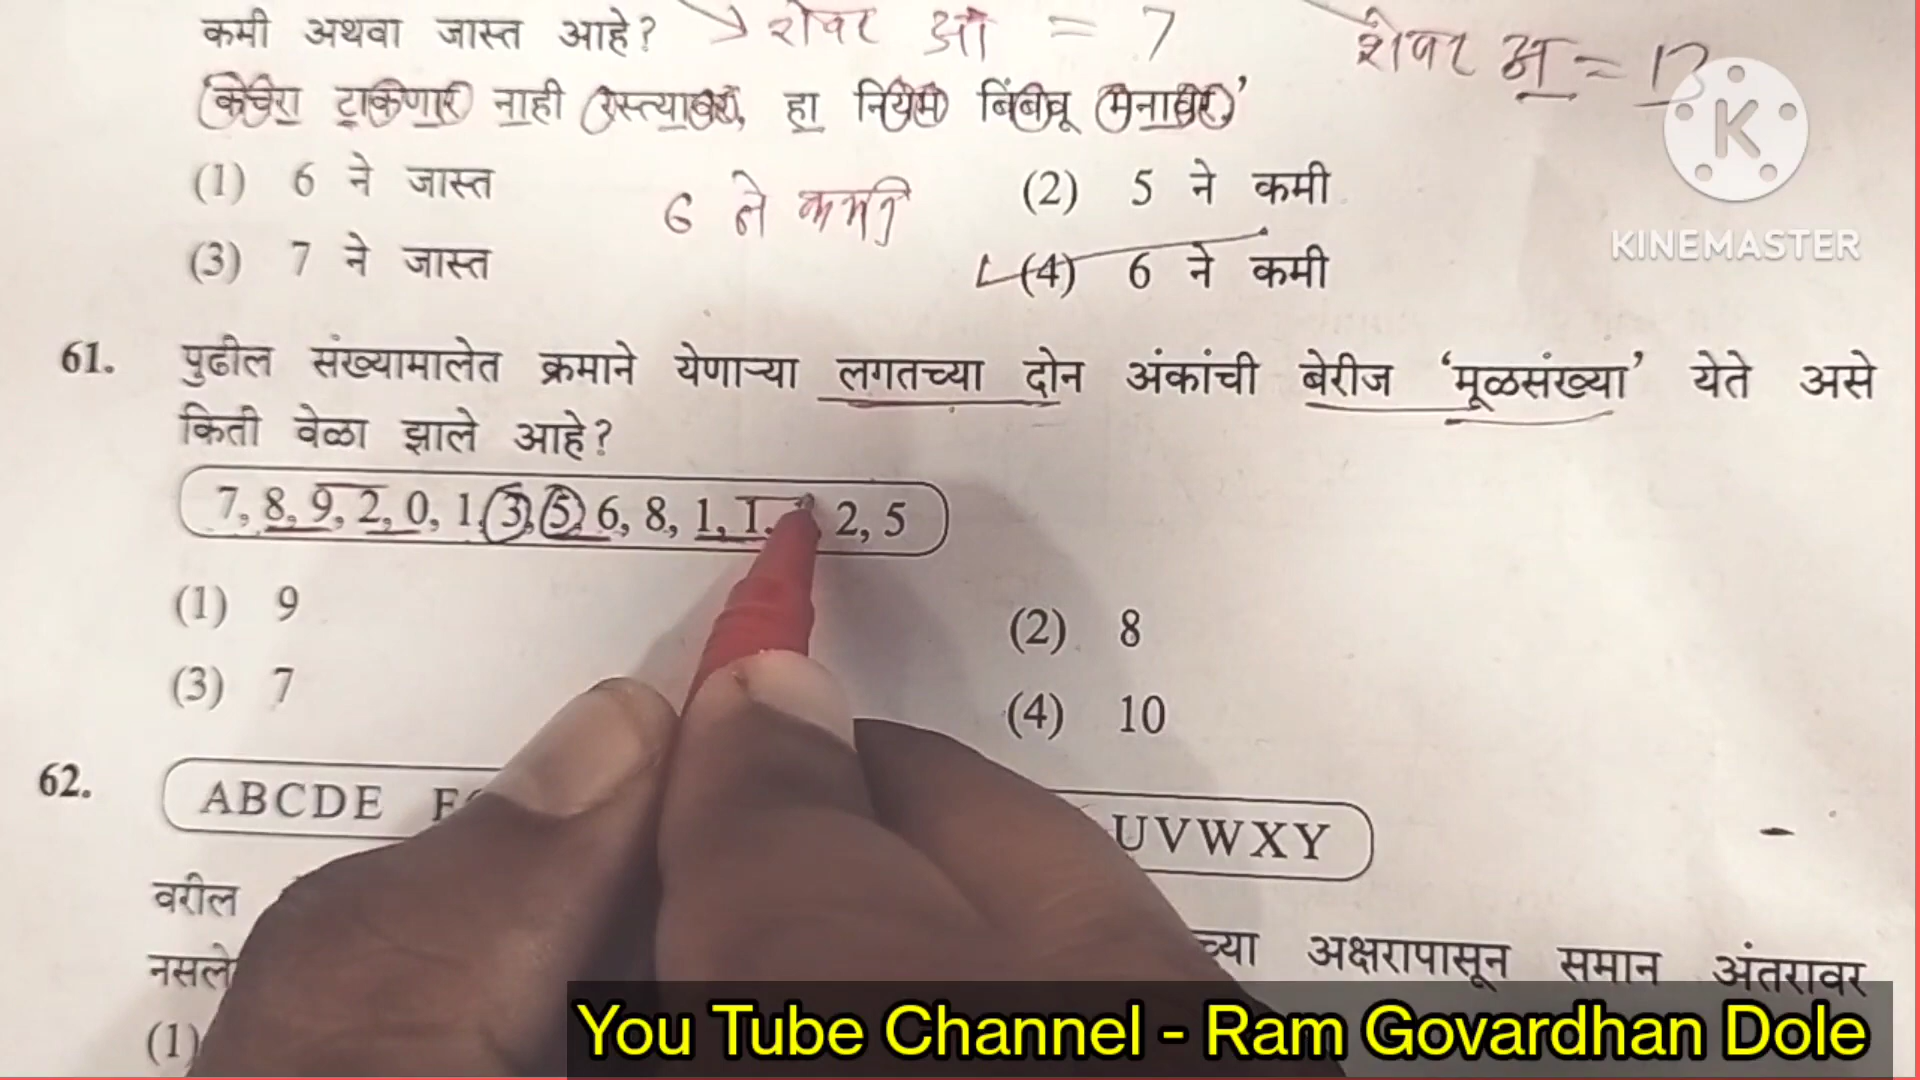 कमी अथवा जास्त आहे? शेवट ओ = 7
शेवट अ = 13
'केचेरा टाकणार नाही रस्त्यावर, हा नियम बिंबवू मनावर.'
(1) 6 ने जास्त
6 ने कमी
(2) 5 ने कमी
(3) 7 ने जास्त
(4) 6 ने कमी
K
KINEMASTER
61. पुढील संख्यामालेत क्रमाने येणाऱ्या लगतच्या दोन अंकांची बेरीज 'मूळसंख्या' येते असे
किती वेळा झाले आहे?
7, 8, 9, 2, 0, 1, 3, 5, 6, 8, 1, 1, 2, 5
(1) 9
(2) 8
(3) 7
(4) 10
62. ABCDE F UVWXY
वरील च्या अक्षरापासून समान अंतरावर
नसले
(1)
You Tube Channel - Ram Govardhan Dole